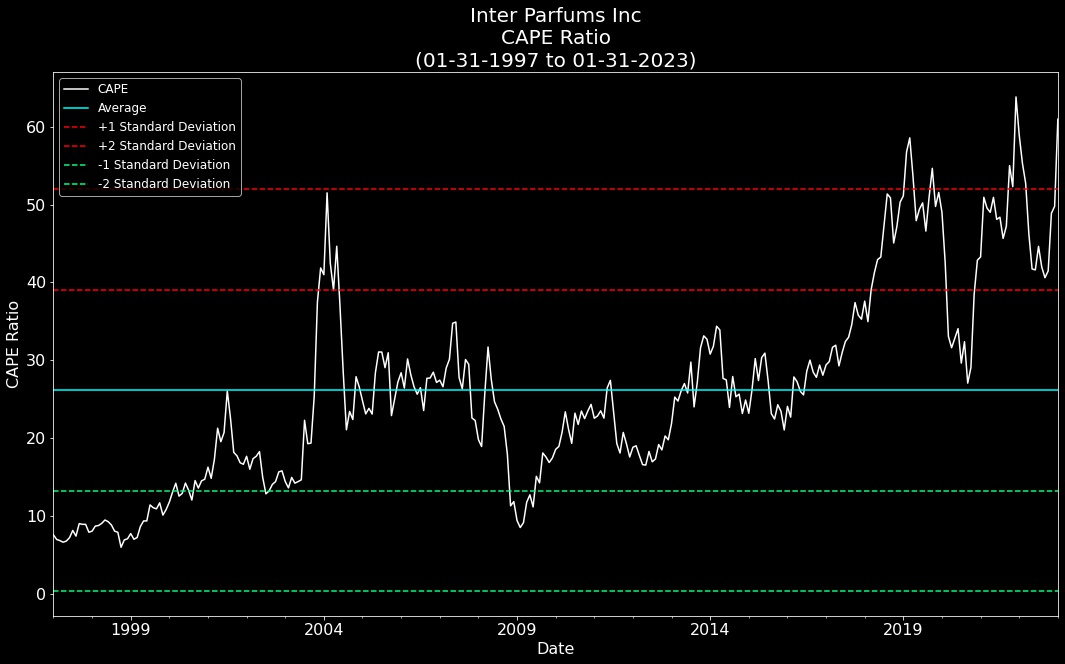 Inter Parfums Inc
CAPE Ratio
(01-31-1997 to 01-31-2023)
CAPE
Average
+1 Standard Deviation
+2 Standard Deviation
-1 Standard Deviation
-2 Standard Deviation
60
50
40
30
20
10
0
CAPE Ratio
1999
2004
2009
2014
2019
Date